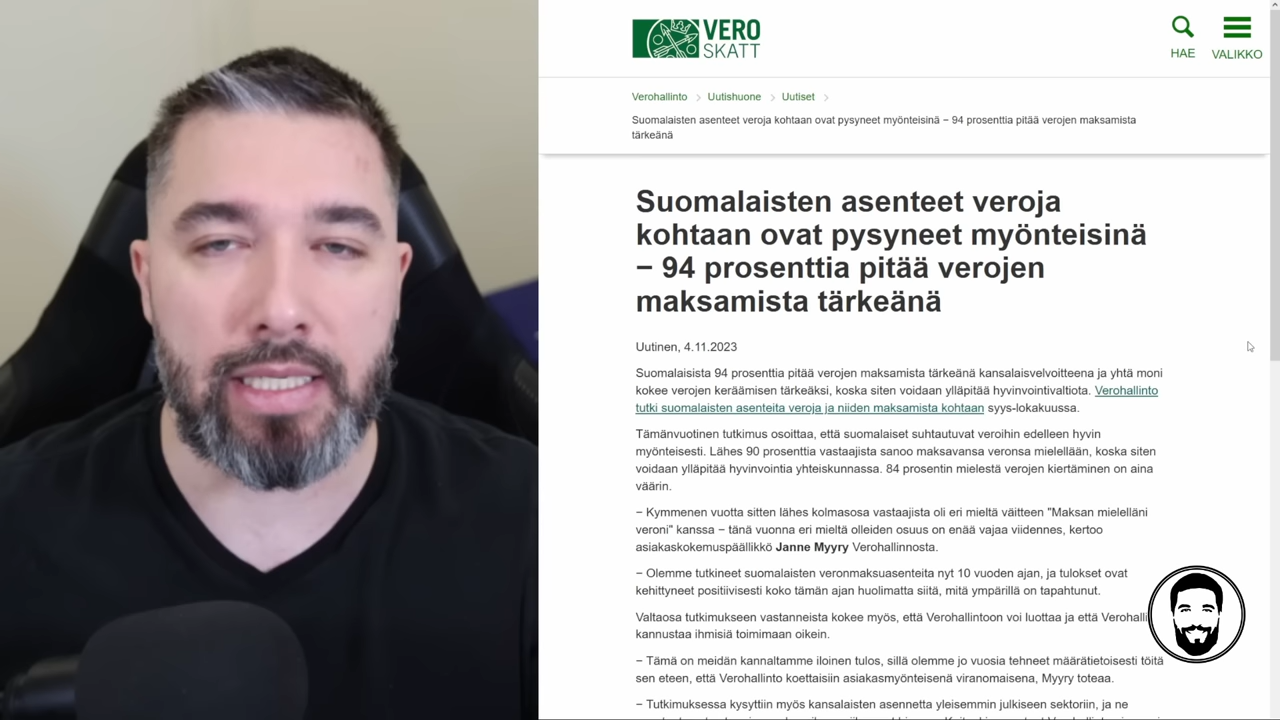 VERO
SKATT
HAE
VALIKKO
Verohallinto
Uutishuone
Uutiset
Suomalaisten asenteet veroja kohtaan ovat pysyneet myönteisinä − 94 prosenttia pitää verojen maksamista
tärkeänä
Suomalaisten asenteet veroja
kohtaan ovat pysyneet myönteisinä
− 94 prosenttia pitää verojen
maksamista tärkeänä
Uutinen, 4.11.2023
Suomalaisista 94 prosenttia pitää verojen maksamista tärkeänä kansalaisvelvoitteena ja yhtä moni
kokee verojen keräämisen tärkeäksi, koska siten voidaan ylläpitää hyvinvointivaltiota. Verohallinto
tutki suomalaisten asenteita veroja ja niiden maksamista kohtaan syys-lokakuussa.
Tämänvuotinen tutkimus osoittaa, että suomalaiset suhtautuvat veroihin edelleen hyvin
myönteisesti. Lähes 90 prosenttia vastaajista sanoo maksavansa veronsa mielellään, koska siten
voidaan ylläpitää hyvinvointia yhteiskunnassa. 84 prosentin mielestä verojen kiertäminen on aina
väärin.
− Kymmenen vuotta sitten lähes kolmasosa vastaajista oli eri mieltä väitteen "Maksan mielelläni
veroni" kanssa − tänä vuonna eri mieltä olleiden osuus on enää vajaa viidennes, kertoo
asiakaskokemuspäällikkö Janne Myyry Verohallinnosta.
− Olemme tutkineet suomalaisten veronmaksuasenteita nyt 10 vuoden ajan, ja tulokset ovat
kehittyneet positiivisesti koko tämän ajan huolimatta siitä, mitä ympärillä on tapahtunut.
Valtaosa tutkimukseen vastanneista kokee myös, että Verohallintoon voi luottaa ja että Verohalli
kannustaa ihmisiä toimimaan oikein.
− Tämä on meidän kannaltamme iloinen tulos, sillä olemme jo vuosia tehneet määrätietoisesti töitä
sen eteen, että Verohallinto koettaisiin asiakasmyönteisenä viranomaisena, Myyry toteaa.
− Tutkimuksessa kysyttiin myös kansalaisten asennetta yleisemmin julkiseen sektoriin, ja ne